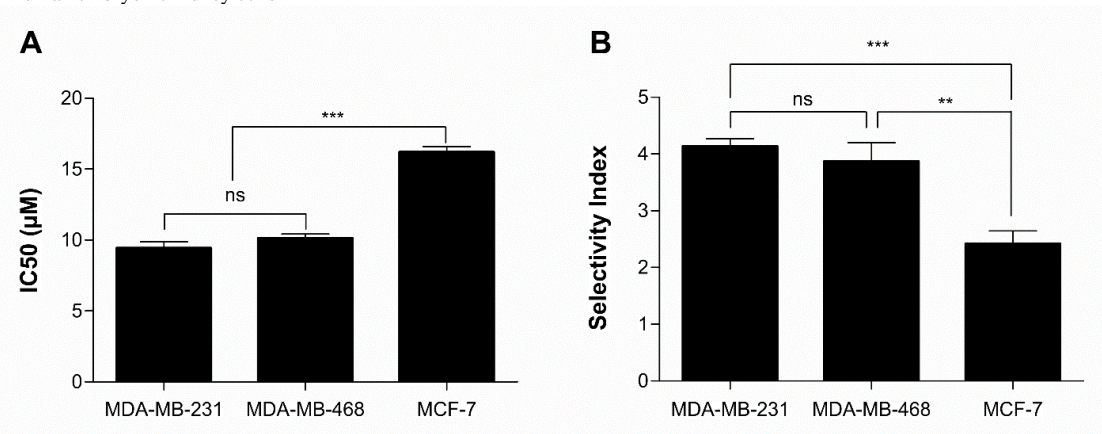 A
B
***
20
***
5
ns
**
15
4
ns
3
10
2
5
1
0
0
IC50 (µM)
Selectivity Index
MDA-MB-231 MDA-MB-468 MCF-7
MDA-MB-231 MDA-MB-468 MCF-7